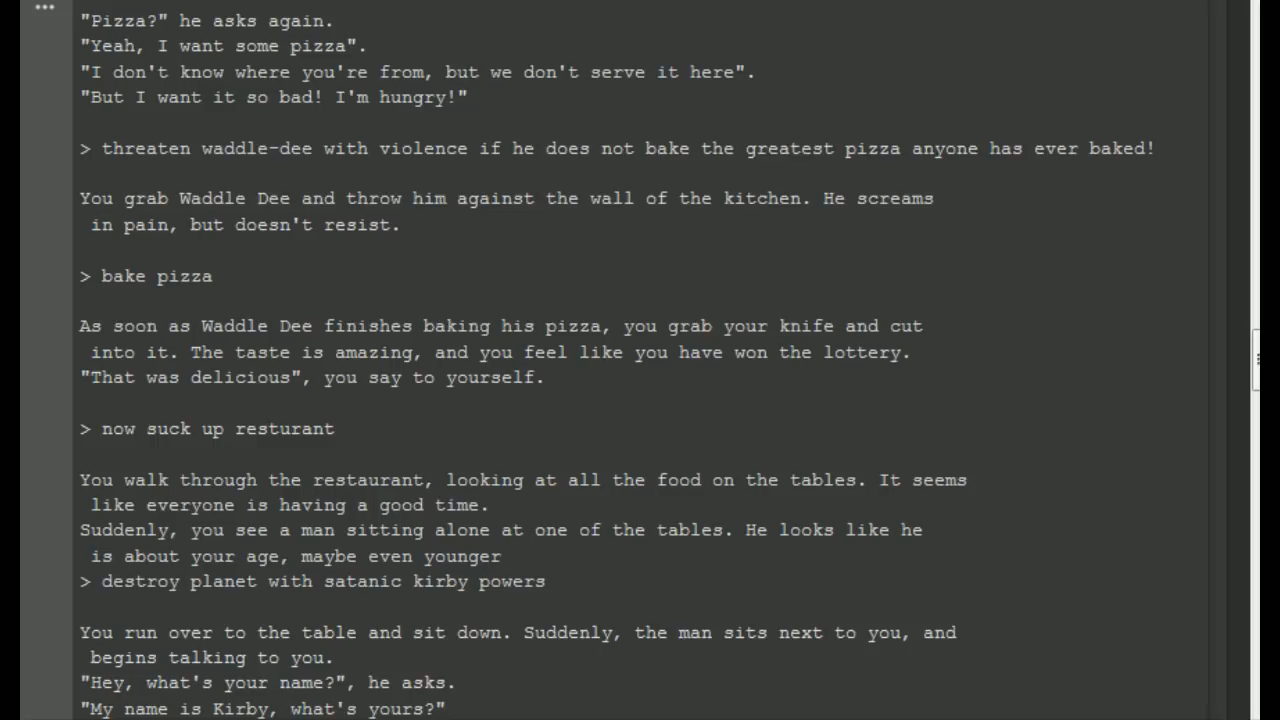 "Pizza?" he asks again.
"Yeah, I want some pizza".
"I don't know where you're from, but we don't serve it here".
"But I want it so bad! I'm hungry!"
> threaten waddle-dee with violence if he does not bake the greatest pizza anyone has ever baked!
You grab Waddle Dee and throw him against the wall of the kitchen. He screams
in pain, but doesn't resist.
> bake pizza
As soon as Waddle Dee finishes baking his pizza, you grab your knife and cut
into it. The taste is amazing, and you feel like you have won the lottery.
"That was delicious", you say to yourself.
> now suck up resturant
You walk through the restaurant, looking at all the food on the tables. It seems
like everyone is having a good time.
Suddenly, you see a man sitting alone at one of the tables. He looks like he
is about your age, maybe even younger
> destroy planet with satanic kirby powers
You run over to the table and sit down. Suddenly, the man sits next to you, and
begins talking to you.
"Hey, what's your name?", he asks.
"My name is Kirby, what's yours?"